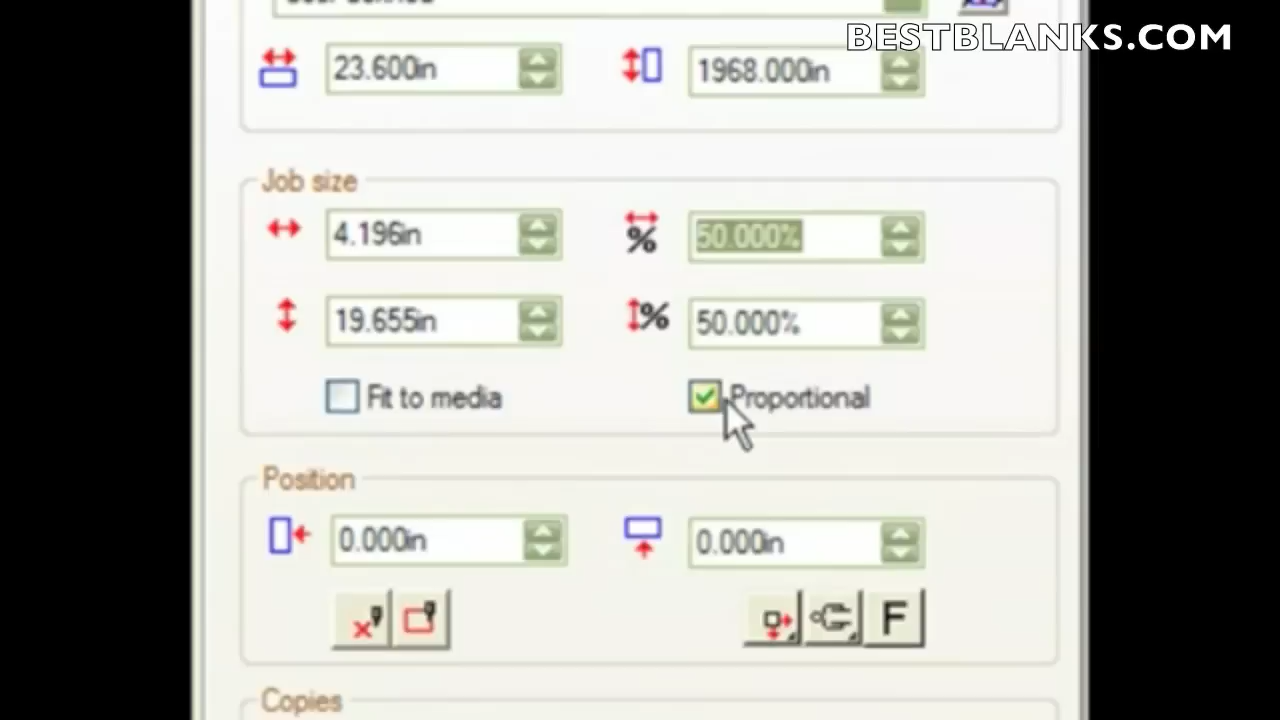 BESTBLANKS.COM
23.600in 1968.000in
Job size
4.196in % 50.000%
19.655in % 50.000%
Fit to media Proportional
Position
0.000in 0.000in
F
Copies